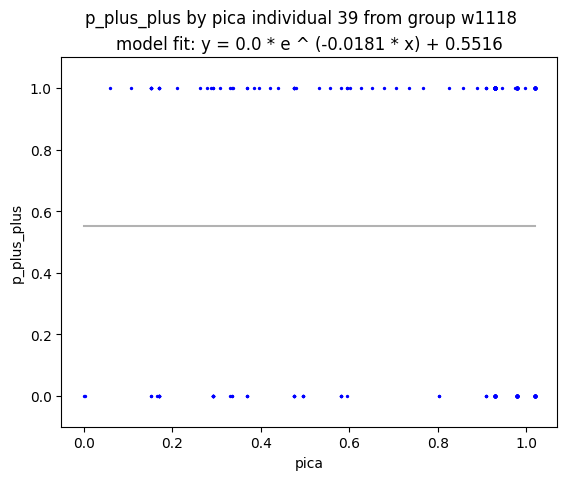 p_plus_plus by pica individual 39 from group w1118
model fit: y = 0.0 * e ^ (-0.0181 * x) + 0.5516
1.0
0.8
0.6
0.4
0.2
0.0
p_plus_plus
0.0 0.2 0.4 0.6 0.8 1.0
pica